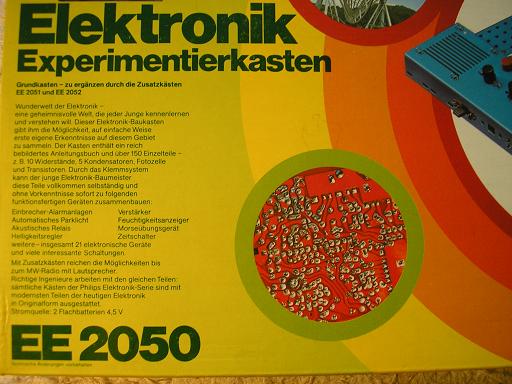 Elektronik
Experimentierkasten
Grundkasten – zu ergänzen durch die Zusatzkästen
EE 2051 und EE 2052
Wunderwelt der Elektronik –
eine geheimnisvolle Welt, die jeder Junge kennenlernen
und verstehen will. Dieser Elektronik-Baukasten
gibt ihm die Möglichkeit, auf einfache Weise
erste eigene Erkenntnisse auf diesem Gebiet
zu sammeln. Der Kasten enthält ein reich
bebildertes Anleitungsbuch und über 150 Einzelteile –
z. B. 10 Widerstände, 5 Kondensatoren, Fotozelle
und Transistoren. Durch das Klemmsystem
kann der junge Elektronik-Baumeister
diese Teile vollkommen selbständig und
ohne Vorkenntnisse sofort zu folgenden
funktionsfertigen Geräten zusammenbauen:
Einbrecher-Alarmanlagen Verstärker
Automatisches Parklicht Feuchtigkeitsanzeiger
Akustisches Relais Morseübungsgerät
Helligkeitsregler Zeitschalter
weitere – insgesamt 21 elektronische Geräte
und viele interessante Schaltungen.
Mit Zusatzkästen reichen die Möglichkeiten bis
zum MW-Radio mit Lautsprecher.
Richtige Ingenieure arbeiten mit den gleichen Teilen:
sämtliche Kästen der Philips Elektronik-Serie sind mit
modernsten Teilen der heutigen Elektronik
in Originalform ausgestattet.
Stromquelle: 2 Flachbatterien 4,5 V
EE 2050
Technische Änderungen vorbehalten